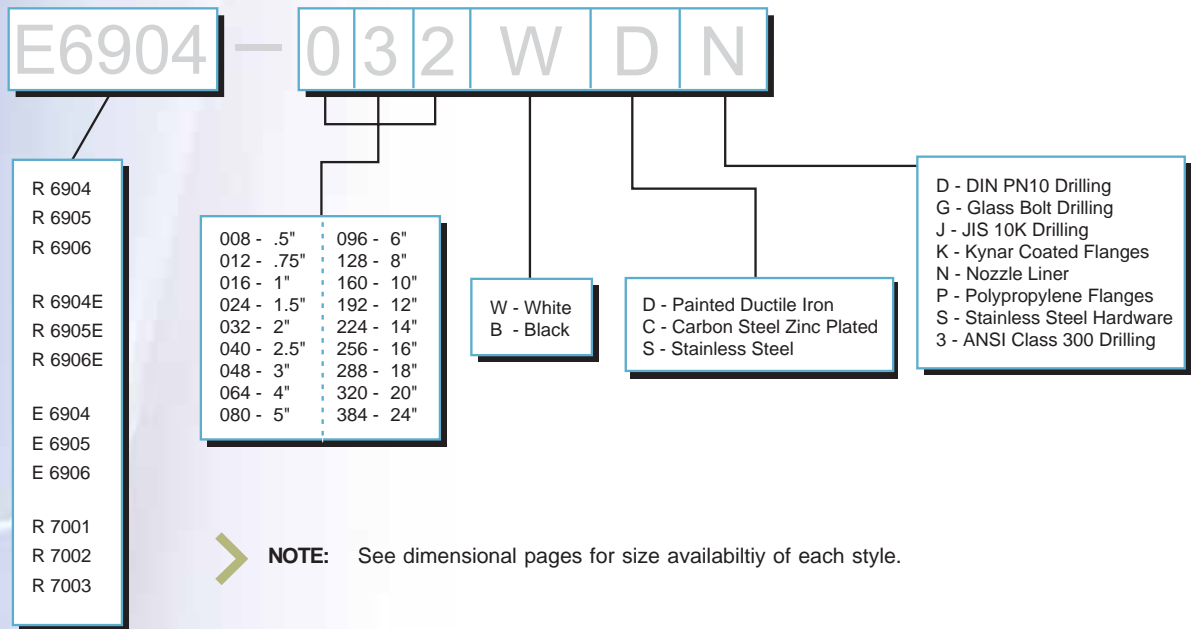 E6904 - 0 3 2 W D N
R 6904
R 6905
R 6906
R 6904E
R 6905E
R 6906E
E 6904
E 6905
E 6906
R 7001
R 7002
R 7003
008 - .5"
012 - .75"
016 - 1"
024 - 1.5"
032 - 2"
040 - 2.5"
048 - 3"
064 - 4"
080 - 5"
096 - 6"
128 - 8"
160 - 10"
192 - 12"
224 - 14"
256 - 16"
288 - 18"
320 - 20"
384 - 24"
W - White
B - Black
D - Painted Ductile Iron
C - Carbon Steel Zinc Plated
S - Stainless Steel
D - DIN PN10 Drilling
G - Glass Bolt Drilling
J - JIS 10K Drilling
K - Kynar Coated Flanges
N - Nozzle Liner
P - Polypropylene Flanges
S - Stainless Steel Hardware
3 - ANSI Class 300 Drilling
NOTE: See dimensional pages for size availabiltiy of each style.